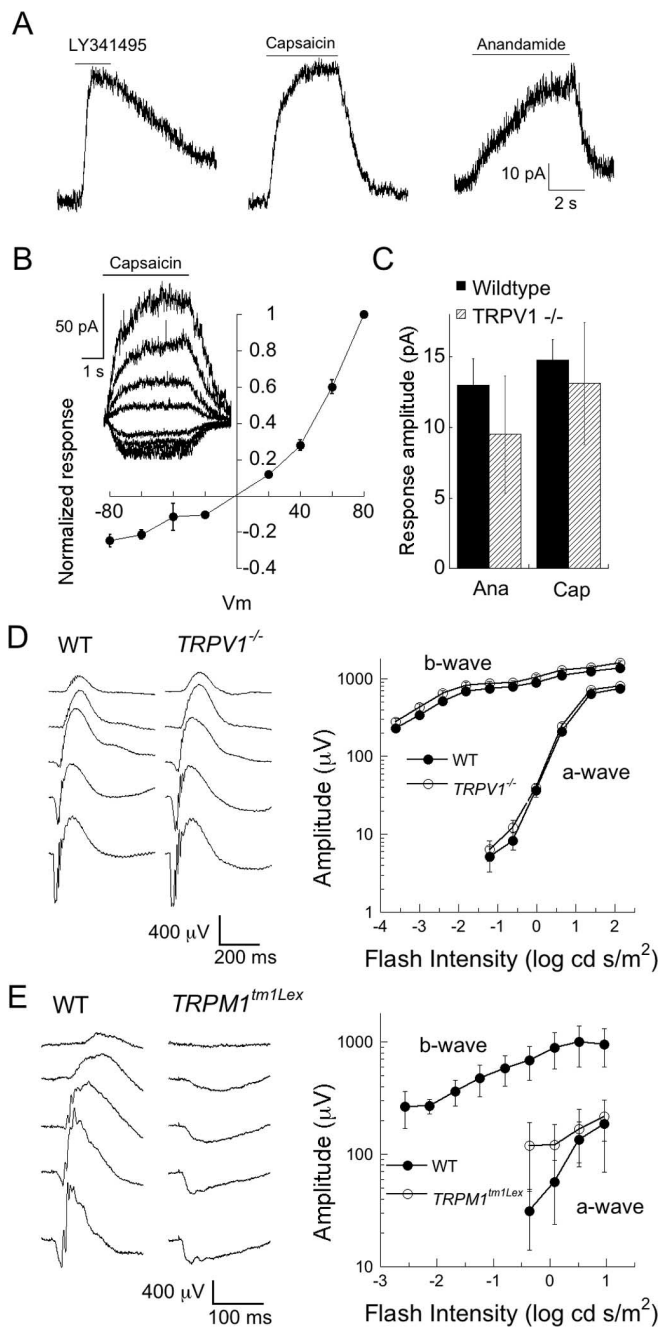 A
LY341495
Capsaicin
Anandamide
10 pA
2 s
B
Capsaicin
50 pA
1 s
Normalized response
1
0.8
0.6
0.4
0.2
-0.2
-0.4
-80
-40
40
80
Vm
C
Wildtype
TRPV1 -/-
Response amplitude (pA)
15
10
5
0
Ana
Cap
D
WT
TRPV1-/-
400 µV
200 ms
b-wave
WT
TRPV1-/-
a-wave
Amplitude (µV)
1000
100
10
1
-4
-3
-2
-1
0
1
2
Flash Intensity (log cd s/m2)
E
WT
TRPM1tm1Lex
400 µV
100 ms
b-wave
WT
TRPM1tm1Lex
a-wave
Amplitude (µV)
1000
100
10
-3
-2
-1
0
1
Flash Intensity (log cd s/m2)